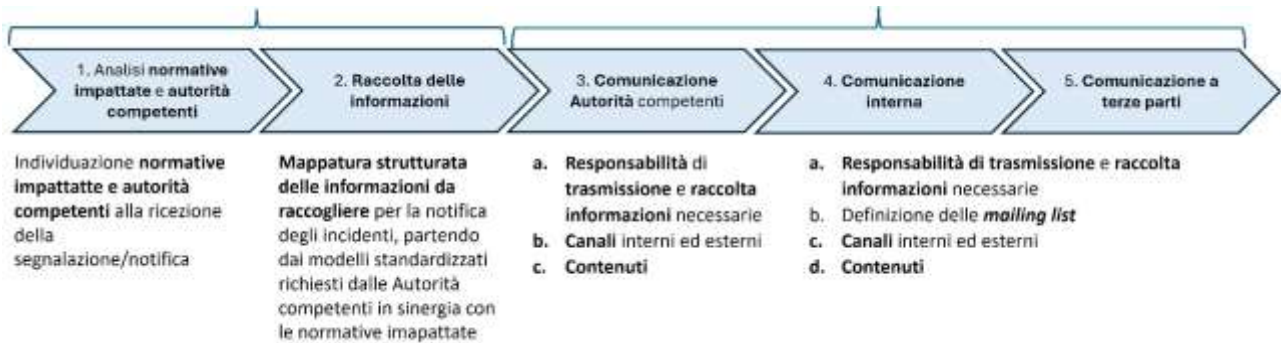 1. Analisi normative
impattate e autorità
competenti
2. Raccolta delle
informazioni
3. Comunicazione
Autorità competenti
4. Comunicazione
interna
5. Comunicazione a
terze parti
Individuazione normative
impattatte e autorità
competenti alla ricezione
della
segnalazione/notifica
Mappatura strutturata
delle informazioni da
raccogliere per la notifica
degli incidenti, partendo
dai modelli standardizzati
richiesti dalle Autorità
competenti in sinergia con
le normative imapattate
a. Responsabilità di
trasmissione e raccolta
informazioni necessarie
b. Canali interni ed esterni
c. Contenuti
a. Responsabilità di trasmissione e raccolta
informazioni necessarie
b. Definizione delle mailing list
c. Canali interni ed esterni
d. Contenuti